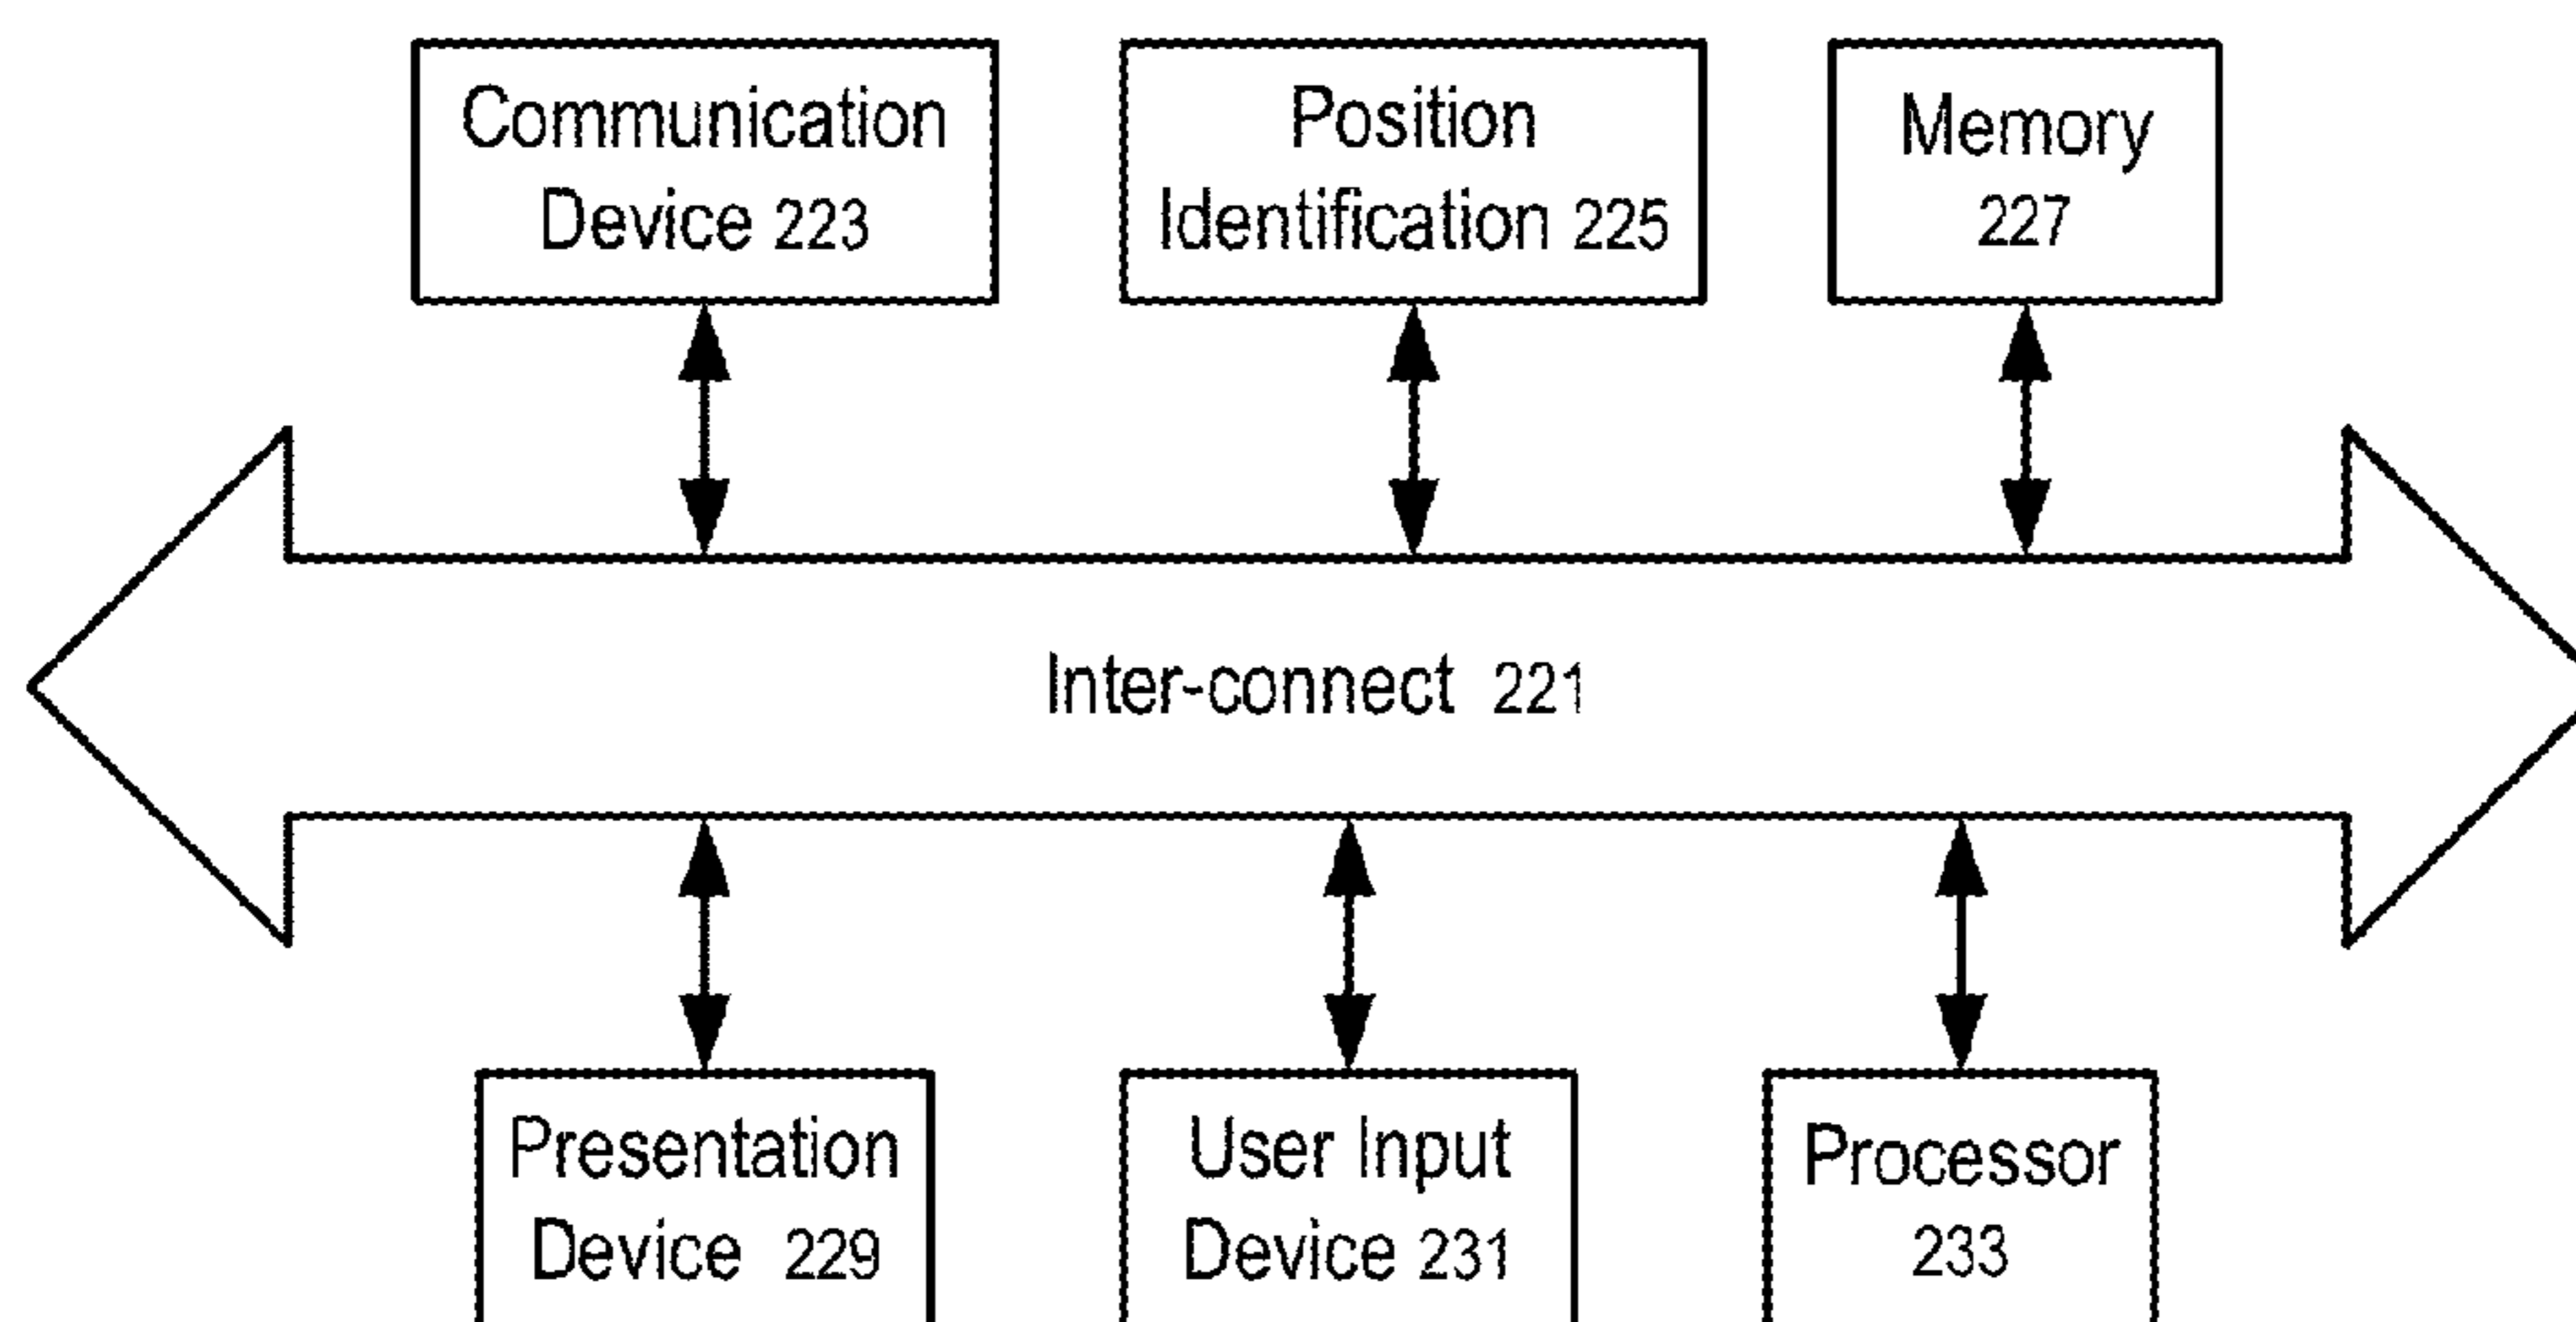 Communication
Device 223
Position
Identification 225
Memory
227
Inter-connect 221
Presentation
Device 229
User Input
Device 231
Processor
233